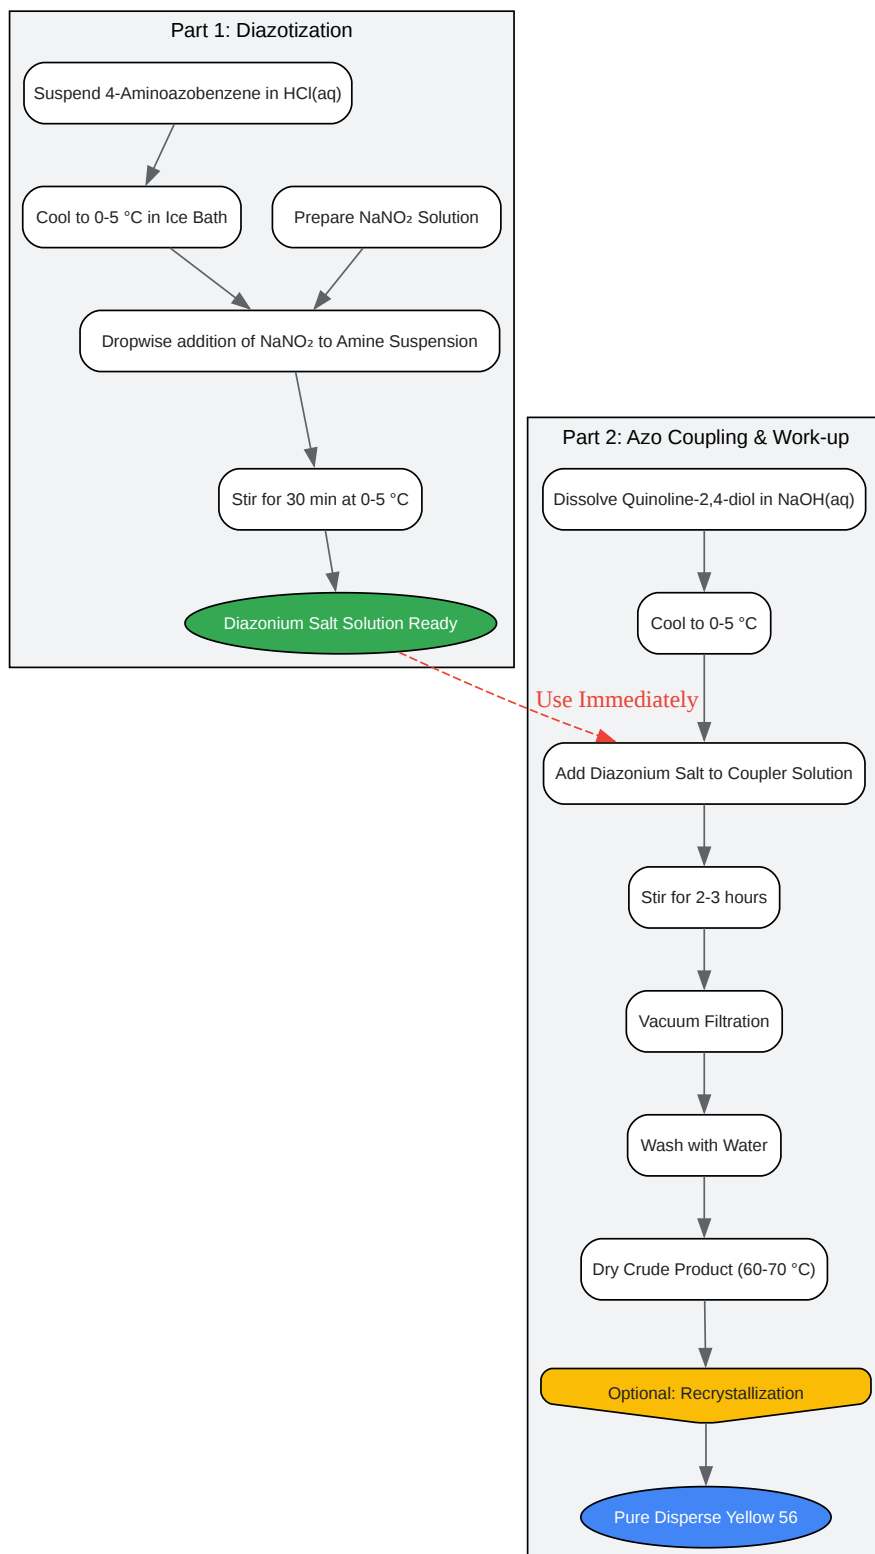 Part 1: Diazotization
Suspend 4-Aminoazobenzene in HCl(aq)
Cool to 0-5 °C in Ice Bath
Prepare NaNO₂ Solution
Dropwise addition of NaNO₂ to Amine Suspension
Stir for 30 min at 0-5 °C
Diazonium Salt Solution Ready
Use Immediately
Part 2: Azo Coupling & Work-up
Dissolve Quinoline-2,4-diol in NaOH(aq)
Cool to 0-5 °C
Add Diazonium Salt to Coupler Solution
Stir for 2-3 hours
Vacuum Filtration
Wash with Water
Dry Crude Product (60-70 °C)
Optional: Recrystallization
Pure Disperse Yellow 56